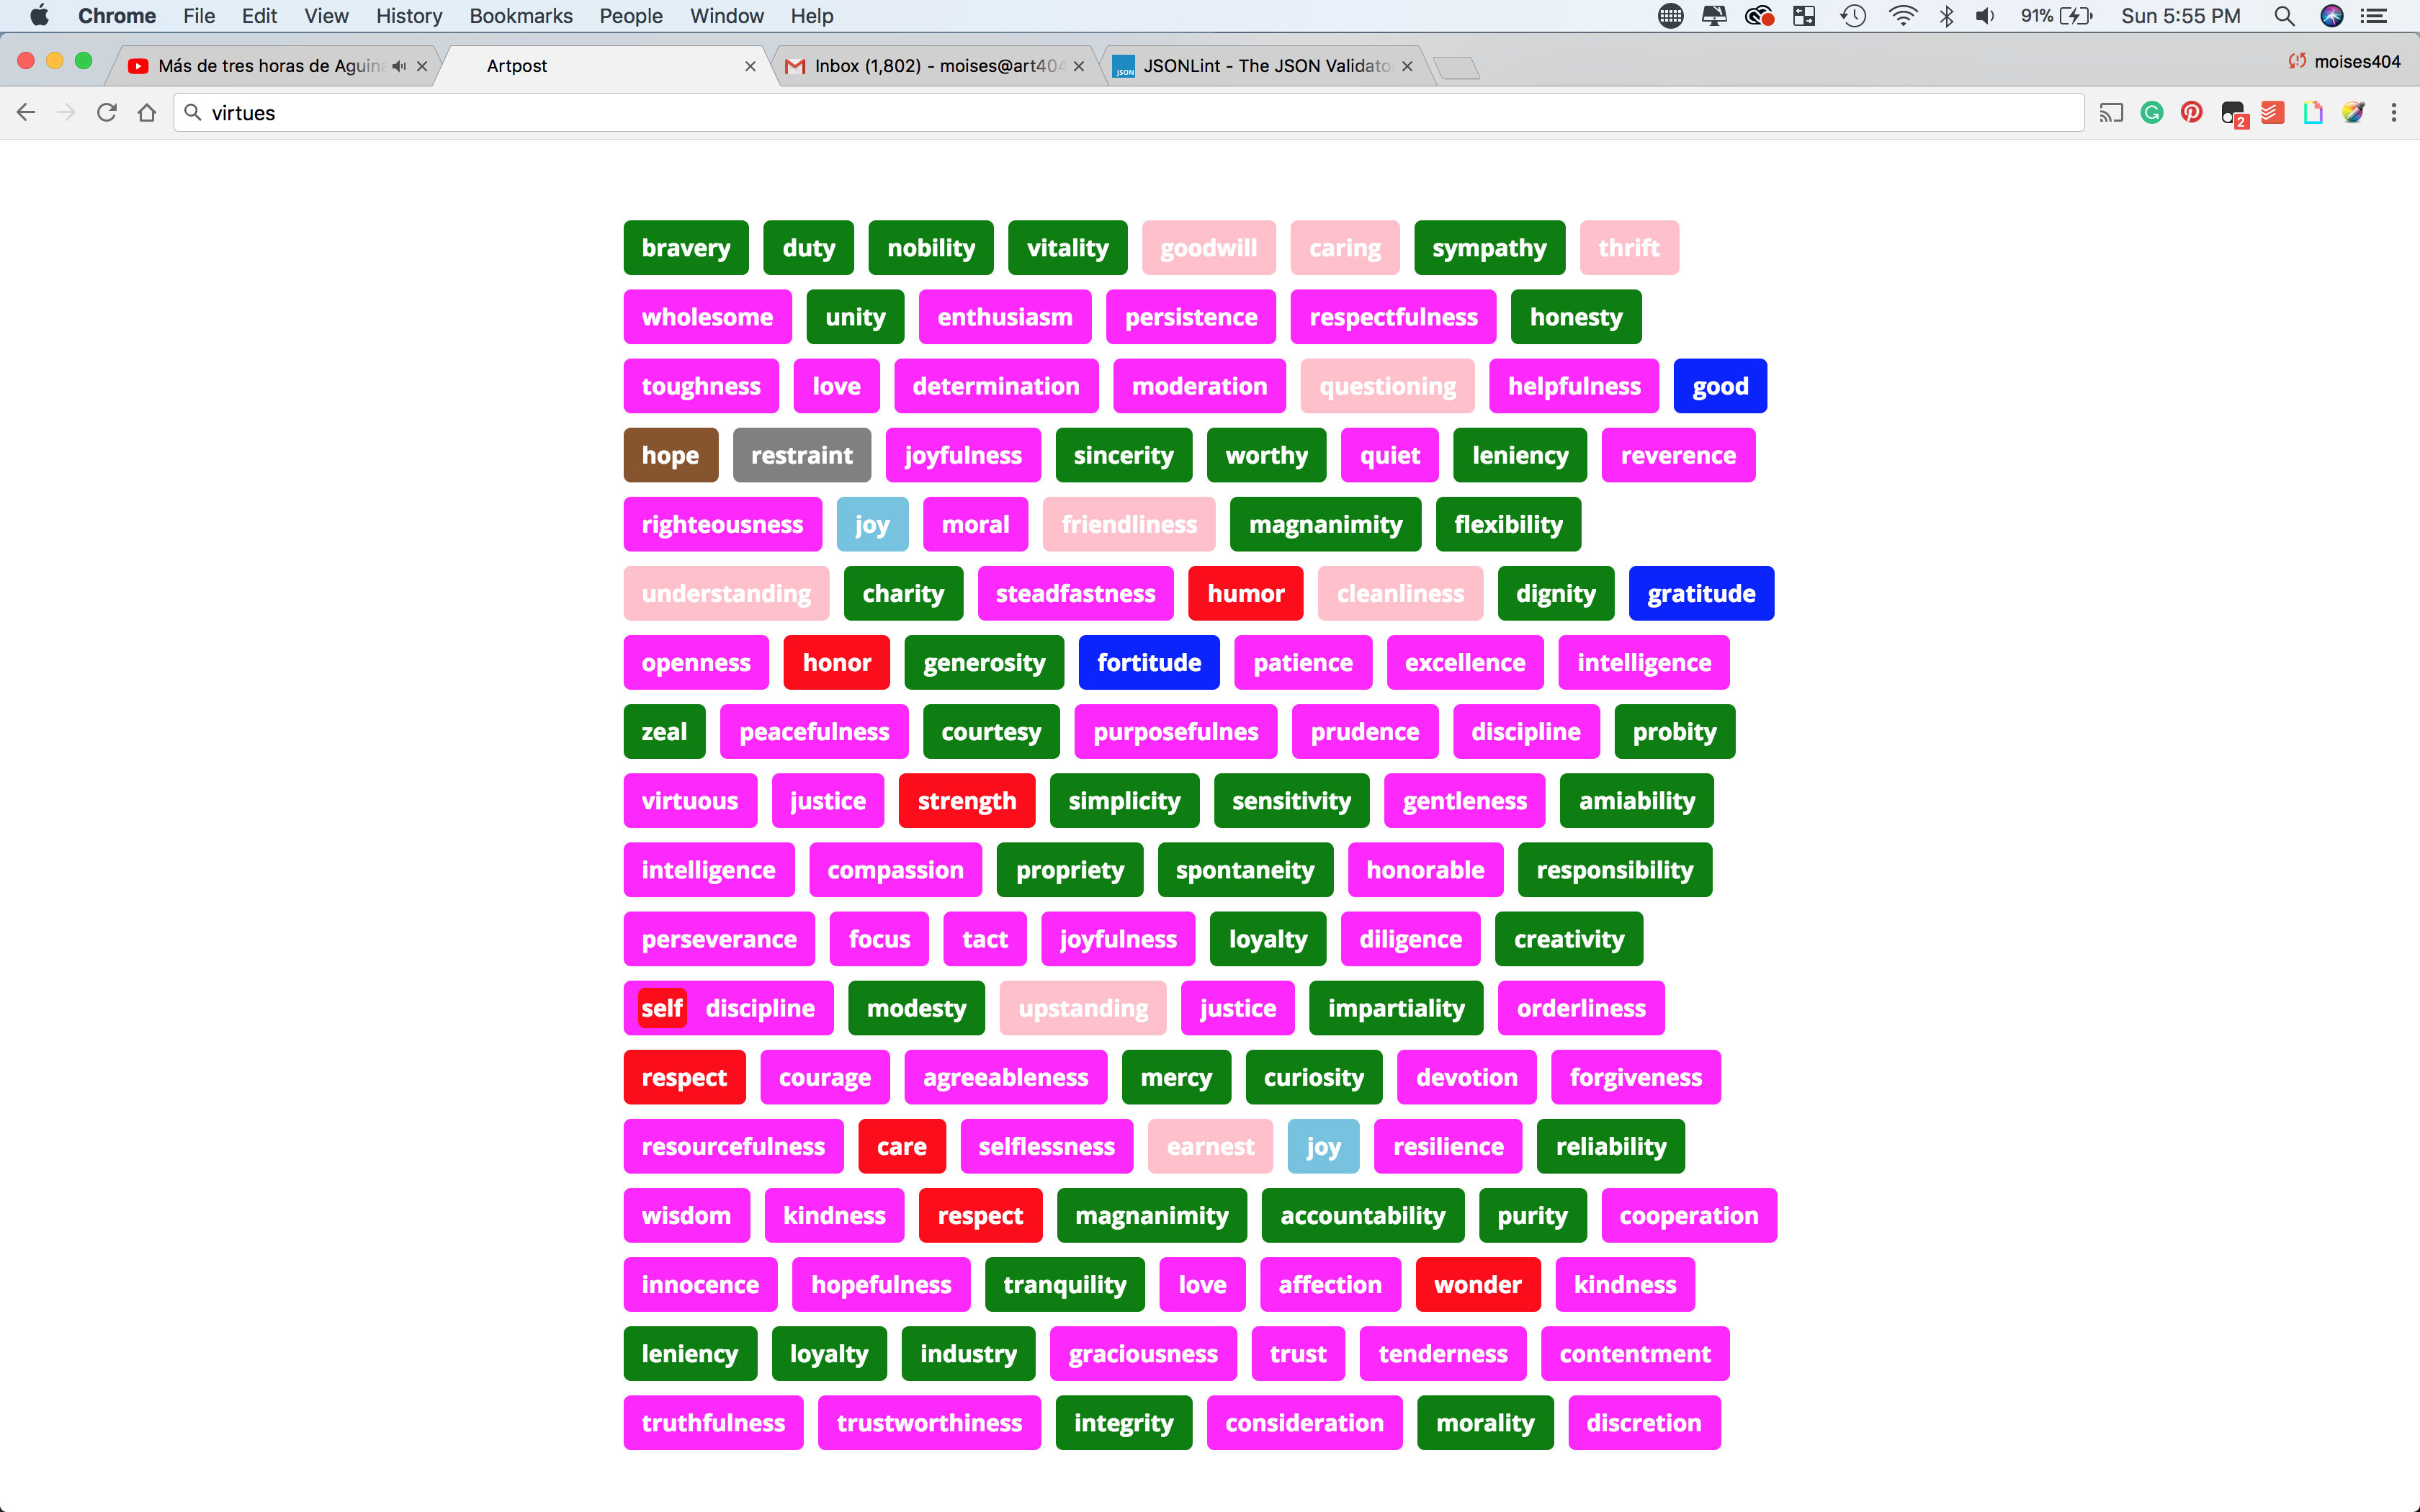 Chrome File Edit View History Bookmarks People Window Help 91% Sun 5:55 PM
Más de tres horas de Aguina Artpost Inbox (1,802) - moises@art404 JSON JSONLint - The JSON Validato moises404
virtues 2
bravery duty nobility vitality goodwill caring sympathy thrift
wholesome unity enthusiasm persistence respectfulness honesty
toughness love determination moderation questioning helpfulness good
hope restraint joyfulness sincerity worthy quiet leniency reverence
righteousness joy moral friendliness magnanimity flexibility
understanding charity steadfastness humor cleanliness dignity gratitude
openness honor generosity fortitude patience excellence intelligence
zeal peacefulness courtesy purposefulnes prudence discipline probity
virtuous justice strength simplicity sensitivity gentleness amiability
intelligence compassion propriety spontaneity honorable responsibility
perseverance focus tact joyfulness loyalty diligence creativity
self discipline modesty upstanding justice impartiality orderliness
respect courage agreeableness mercy curiosity devotion forgiveness
resourcefulness care selflessness earnest joy resilience reliability
wisdom kindness respect magnanimity accountability purity cooperation
innocence hopefulness tranquility love affection wonder kindness
leniency loyalty industry graciousness trust tenderness contentment
truthfulness trustworthiness integrity consideration morality discretion